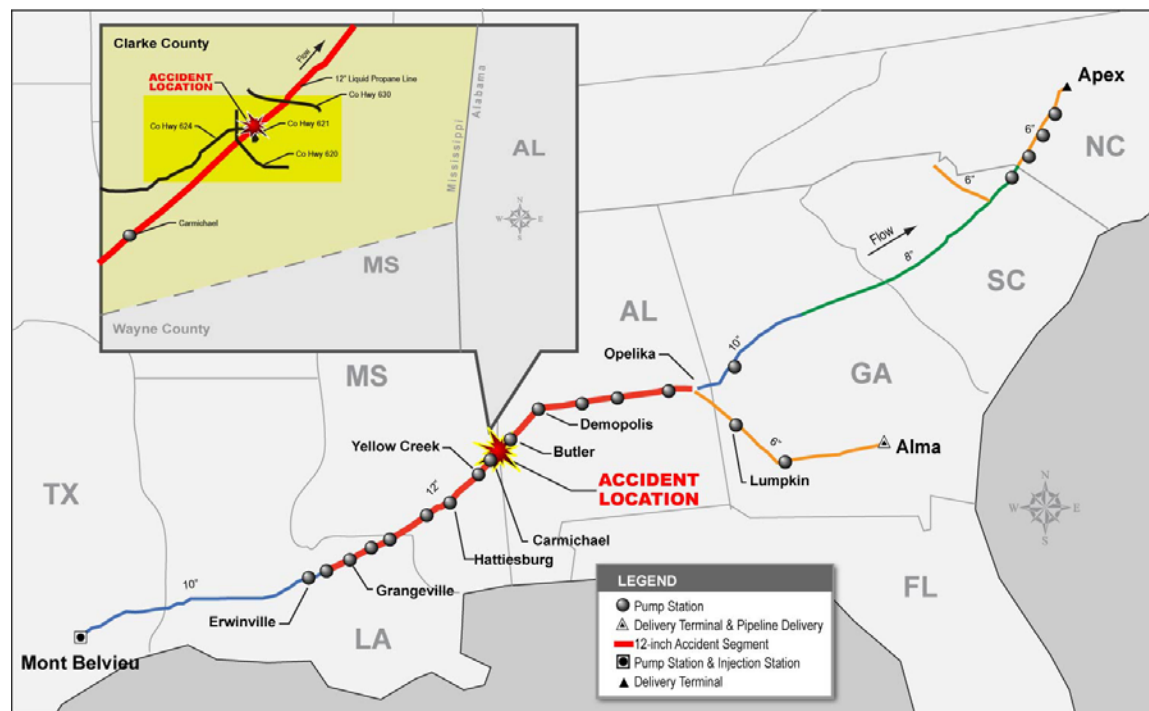 Clarke County
Flow
ACCIDENT
LOCATION
12" Liquid Propane Line
Co Hwy 630
Co Hwy 624
Co Hwy 621
Co Hwy 620
Carmichael
Mississippi
Alabama
AL
N
W E
S
MS
Wayne County
Apex
6"
NC
6"
Flow
8"
SC
AL
10"
Opelika
GA
MS
Demopolis
Yellow Creek
Butler
6"
Alma
Lumpkin
ACCIDENT
LOCATION
TX
12"
Carmichael
Hattiesburg
N
W E
S
10"
Grangeville
Erwinville
LA
Mont Belvieu
FL
LEGEND
Pump Station
Delivery Terminal & Pipeline Delivery
12-inch Accident Segment
Pump Station & Injection Station
Delivery Terminal